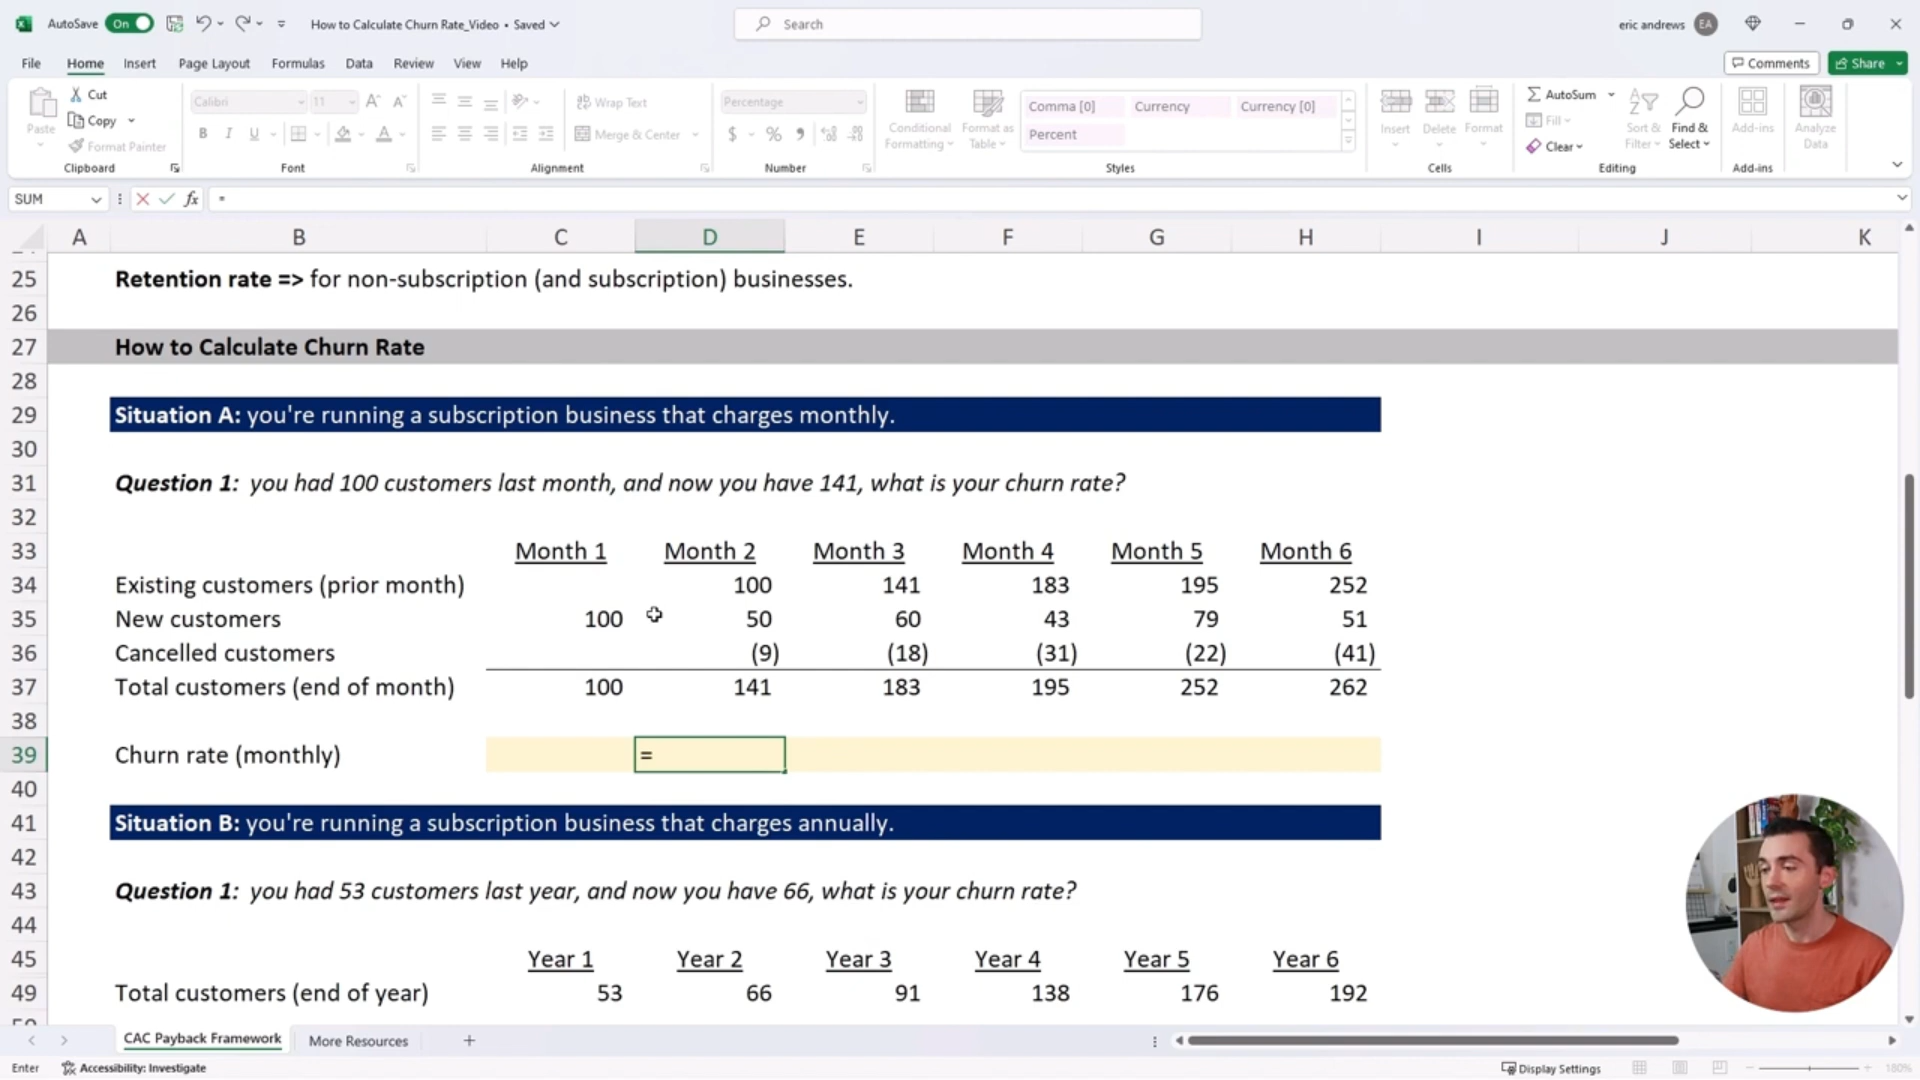 AutoSave On How to Calculate Churn Rate_Video • Saved Search eric andrews EA
File Home Insert Page Layout Formulas Data Review View Help Comments Share
Paste Cut Copy Format Painter Clipboard
Calibri 11 B I U Font
Wrap Text Merge & Center Alignment
Percentage $ % Number
Conditional Formatting Format as Table Comma [0] Currency Currency [0] Percent Styles
Insert Delete Format Cells
AutoSum Fill Clear Sort & Filter Find & Select Editing
Add-ins Add-ins
Analyze Data
SUM fx =
A B C D E F G H I J K
25 Retention rate => for non-subscription (and subscription) businesses.
26
27 How to Calculate Churn Rate
28
29 Situation A: you're running a subscription business that charges monthly.
30
31 Question 1: you had 100 customers last month, and now you have 141, what is your churn rate?
32
33 Month 1 Month 2 Month 3 Month 4 Month 5 Month 6
34 Existing customers (prior month) 100 141 183 195 252
35 New customers 100 50 60 43 79 51
36 Cancelled customers (9) (18) (31) (22) (41)
37 Total customers (end of month) 100 141 183 195 252 262
38
39 Churn rate (monthly) =
40
41 Situation B: you're running a subscription business that charges annually.
42
43 Question 1: you had 53 customers last year, and now you have 66, what is your churn rate?
44
45 Year 1 Year 2 Year 3 Year 4 Year 5 Year 6
49 Total customers (end of year) 53 66 91 138 176 192
CAC Payback Framework More Resources +
Enter Accessibility: Investigate Display Settings 180%